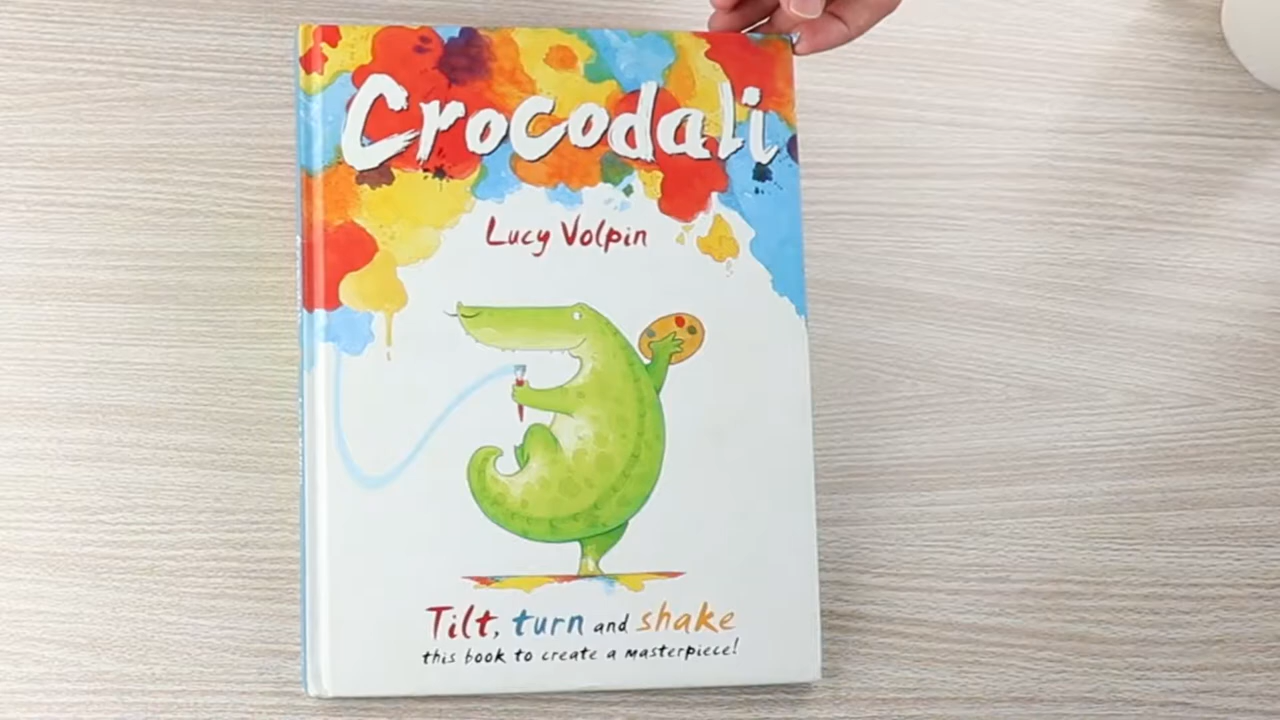 Crocodali
Lucy Volpin
Tilt, turn and shake
this book to create a masterpiece!